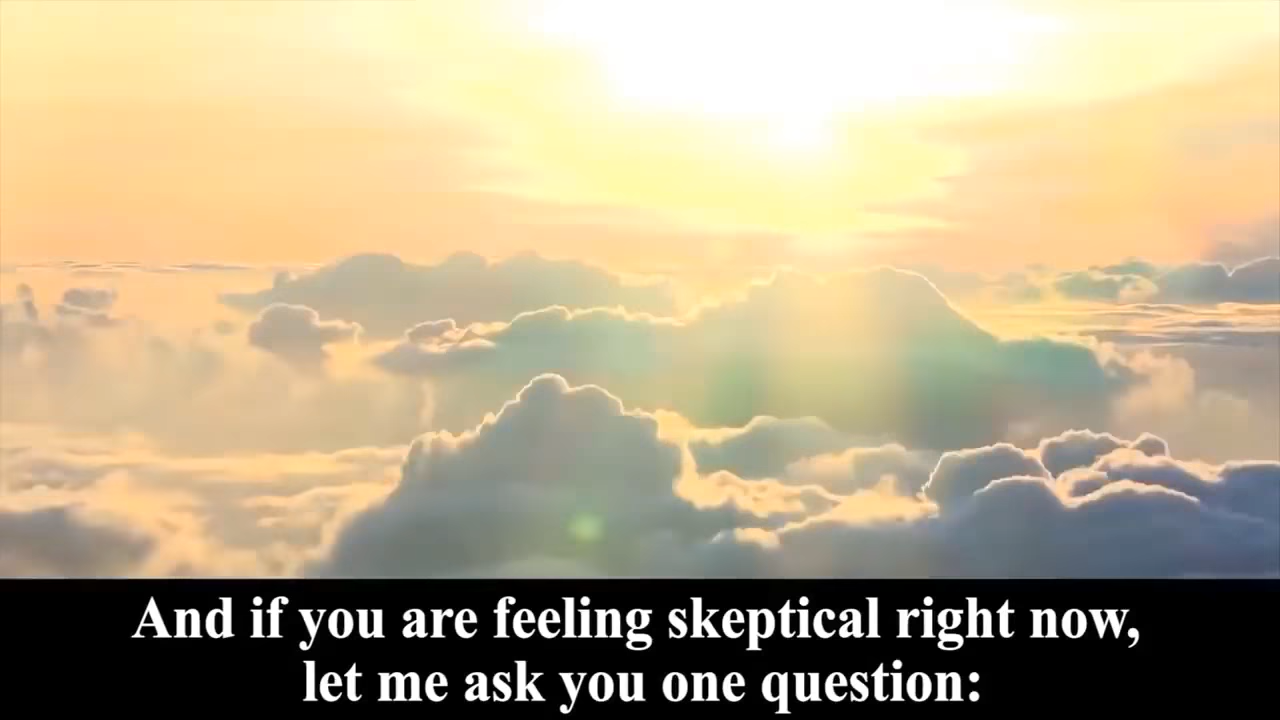 And if you are feeling skeptical right now,
let me ask you one question: